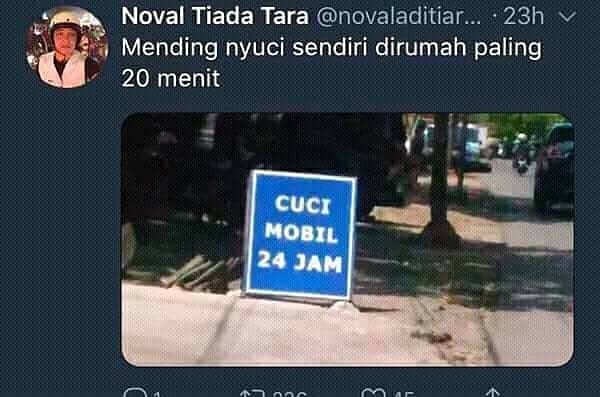 Noval Tiada Tara @novaladitiar... · 23h
Mending nyuci sendiri dirumah paling
20 menit
CUCI
MOBIL
24 JAM